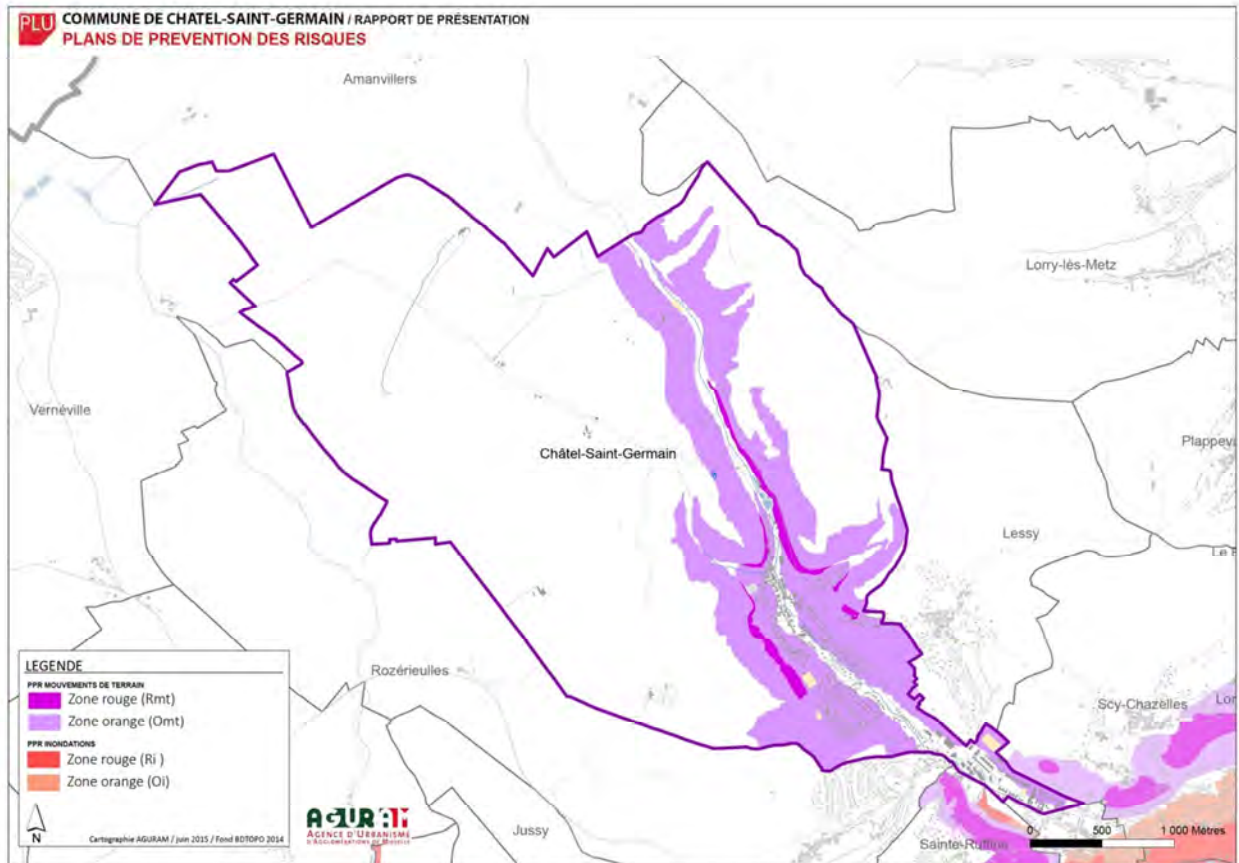 PLU
COMMUNE DE CHATEL-SAINT-GERMAIN / RAPPORT DE PRÉSENTATION
PLANS DE PREVENTION DES RISQUES
Amanvillers
Lorry-lès-Metz
Vernéville
Plappev
Châtel-Saint-Germain
Lessy
Le
Rozérieulles
Scy-Chazelles
Lon
Jussy
Sainte-Ruffine
LEGENDE
PPR MOUVEMENTS DE TERRAIN
Zone rouge (Rmt)
Zone orange (Omt)
PPR INONDATIONS
Zone rouge (Ri )
Zone orange (Oi)
N
Cartographie AGURAM / juin 2015 / Fond BDTOPO 2014
AGURAM
AGENCE D'URBANISME
D'AGGLOMÉRATIONS DE MOSELLE
0 500 1 000 Mètres